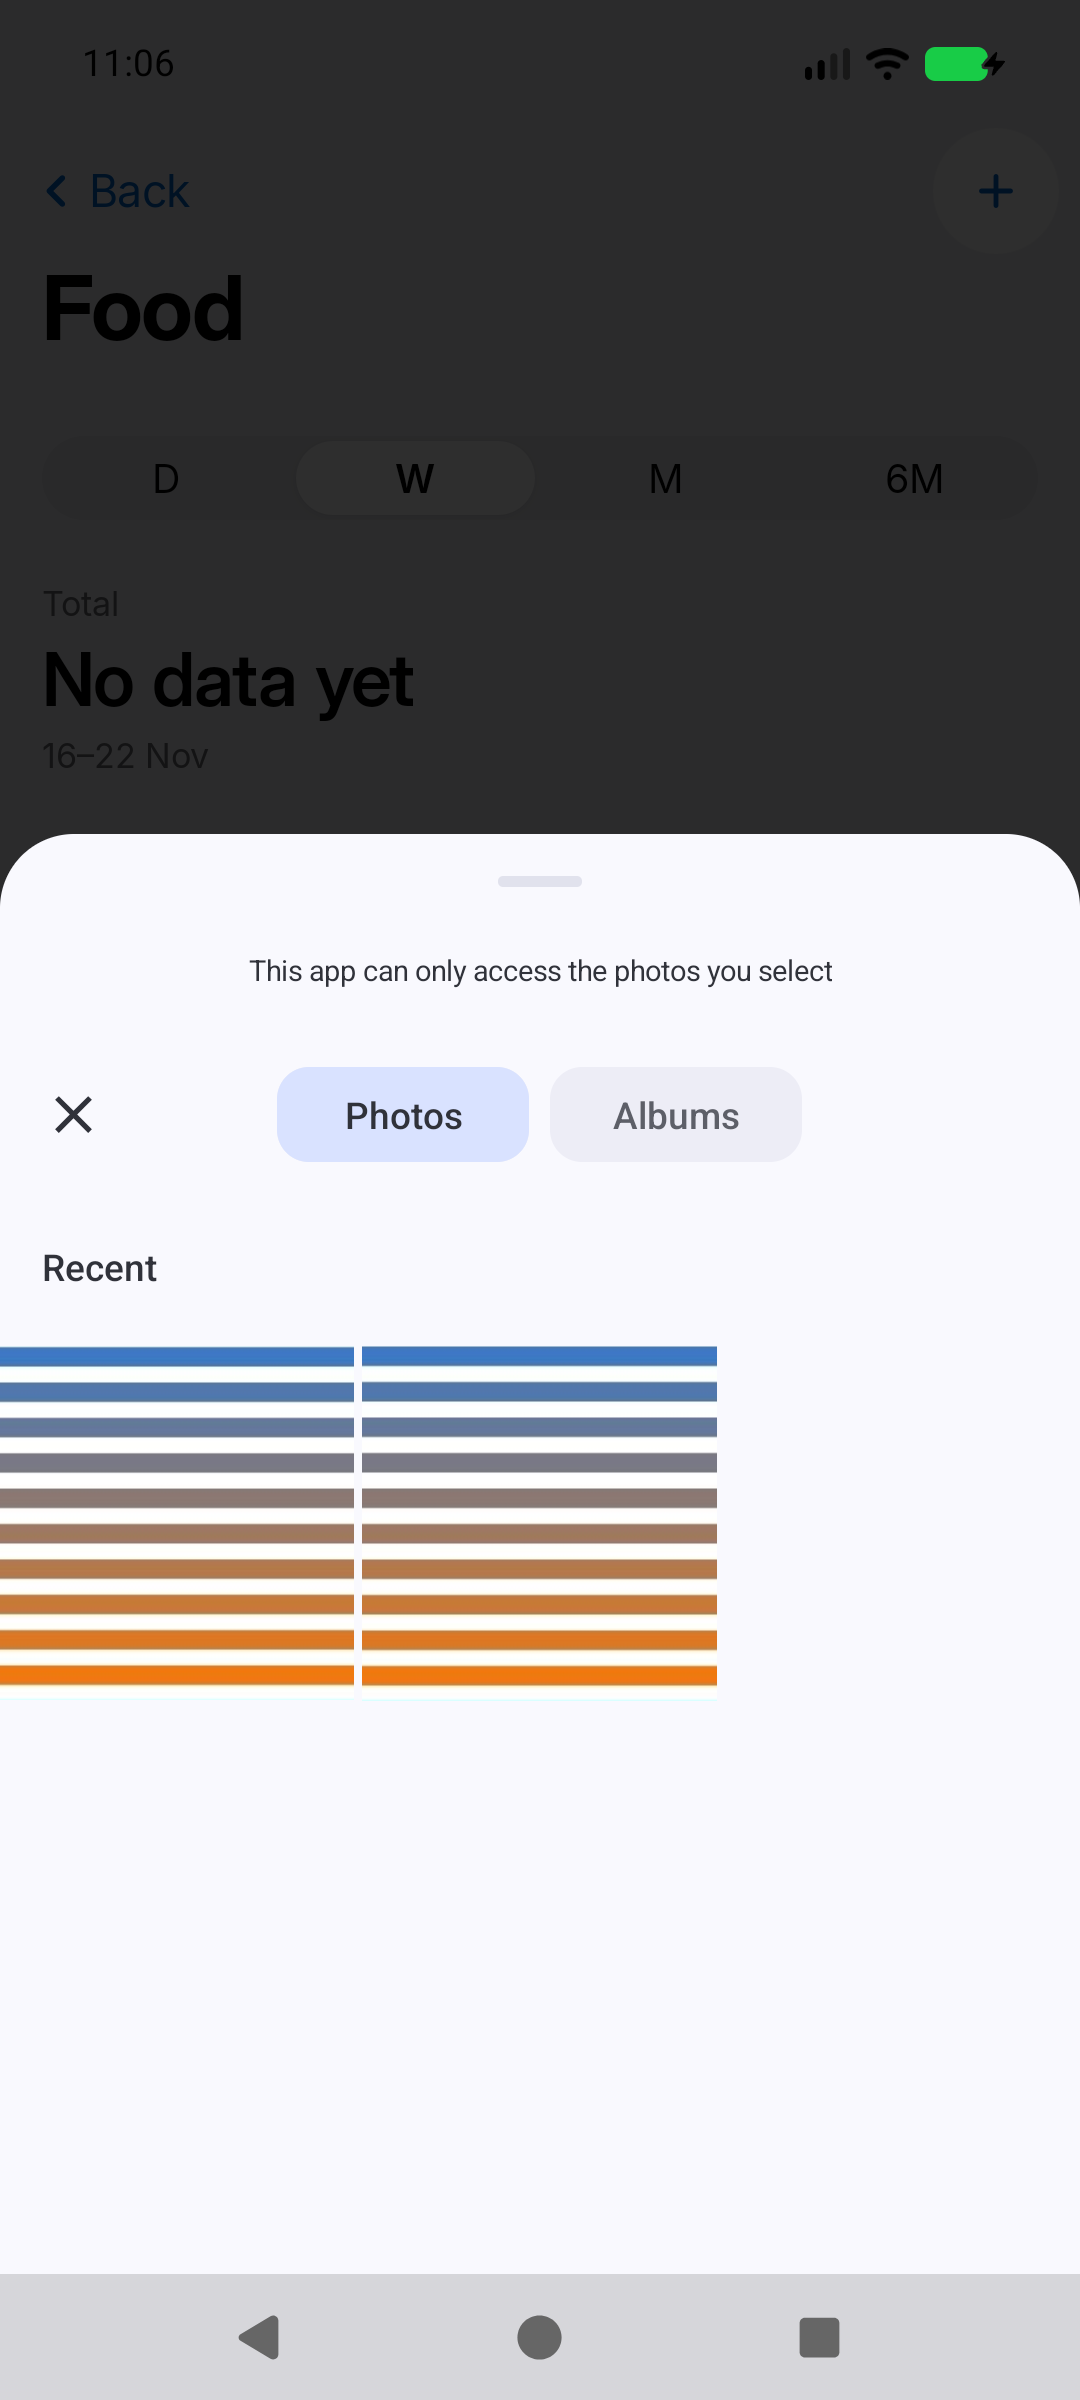 11:06
Back
Food
D W M 6M
Total
No data yet
16–22 Nov
This app can only access the photos you select
Photos Albums
Recent